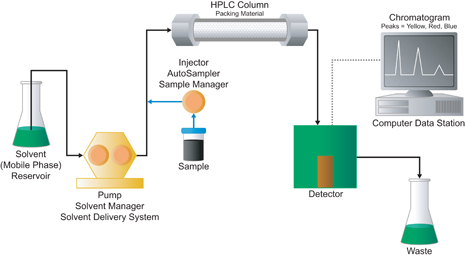 HPLC Column
Packing Material
Chromatogram
Peaks = Yellow, Red, Blue
Injector
AutoSampler
Sample Manager
Computer Data Station
Solvent
(Mobile Phase)
Reservoir
Sample
Pump
Solvent Manager
Solvent Delivery System
Detector
Waste